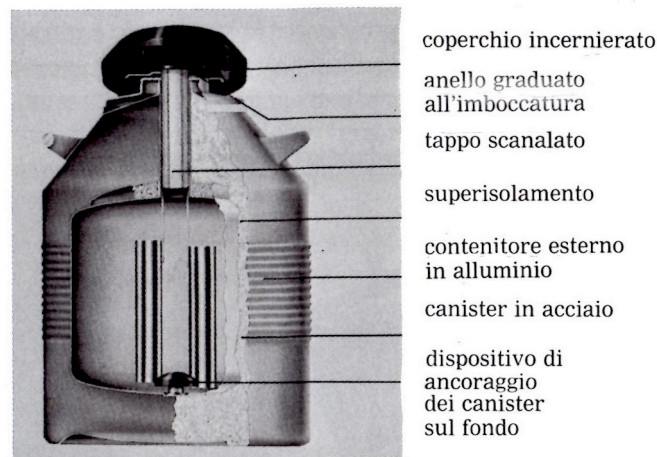 coperchio incernierato
anello graduato
all'imboccatura
tappo scanalato
superisolamento
contenitore esterno
in alluminio
canister in acciaio
dispositivo di
ancoraggio
dei canister
sul fondo